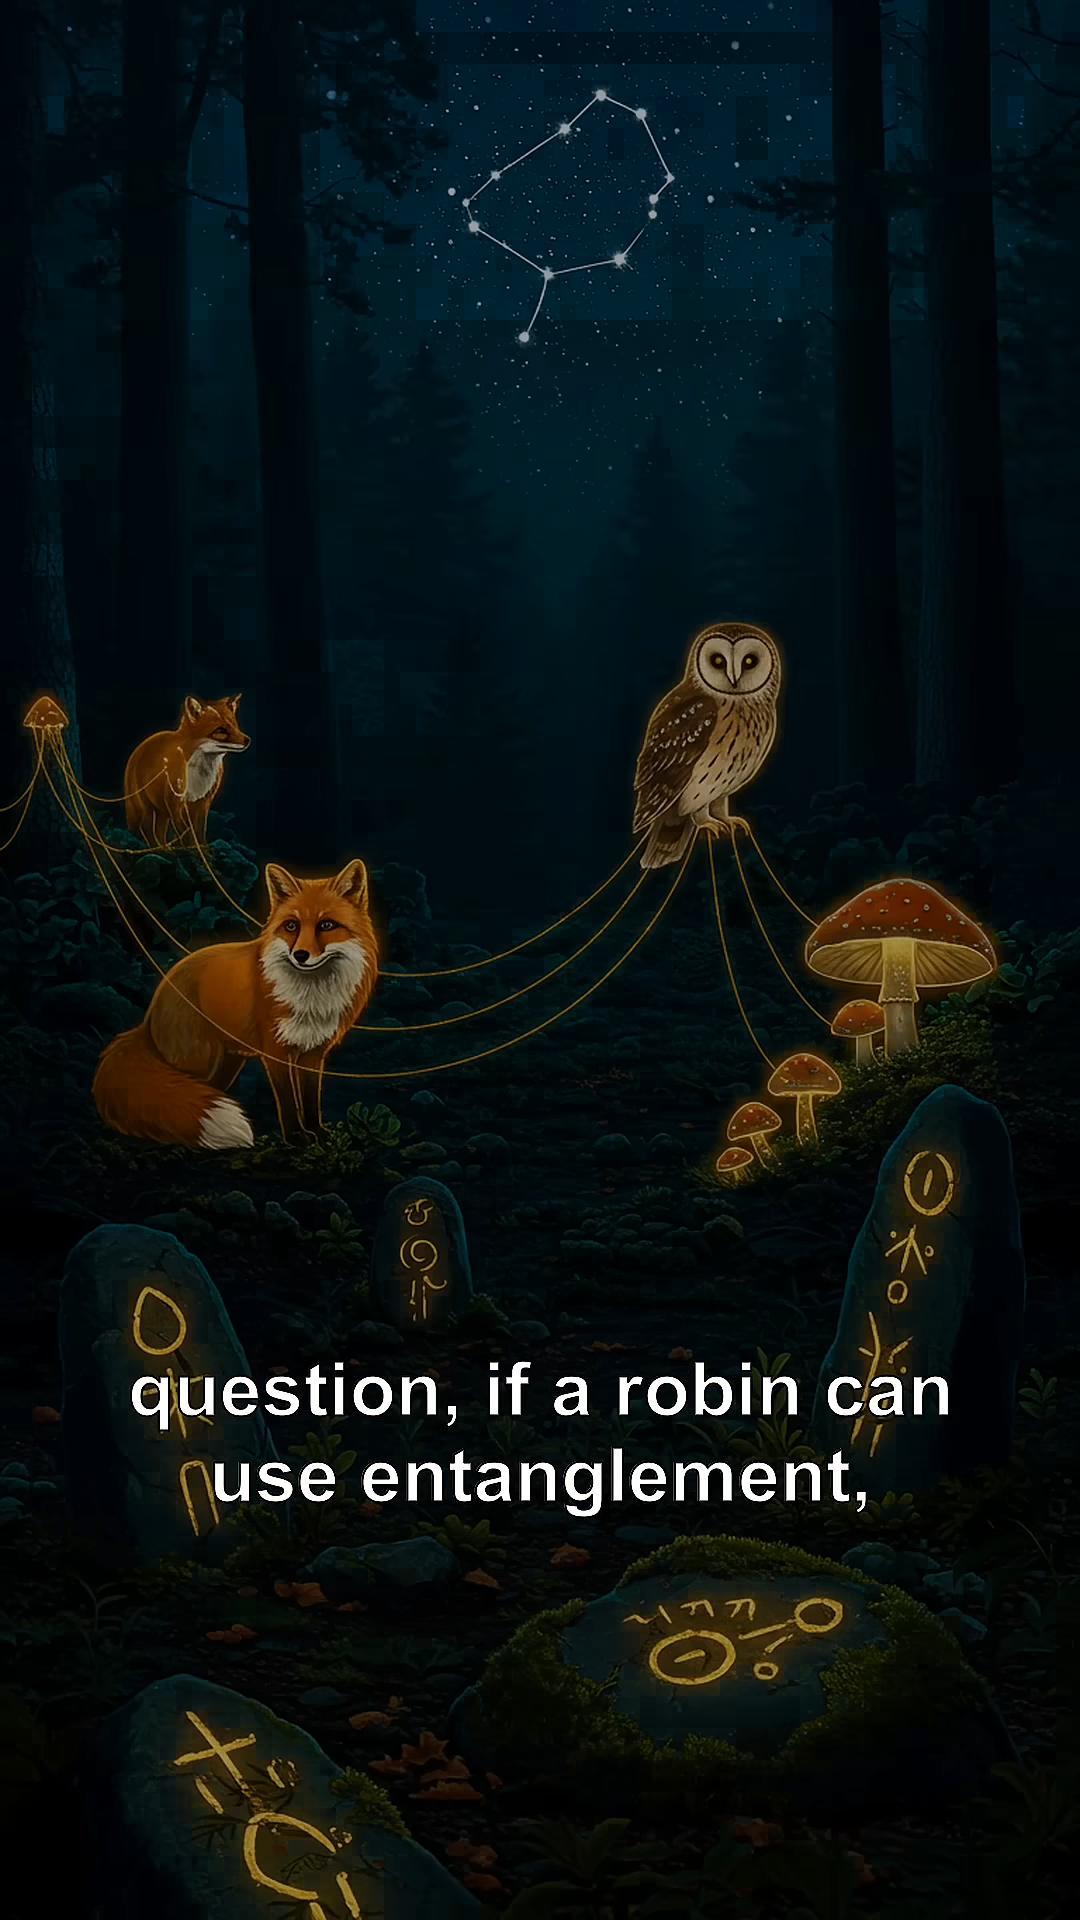 question, if a robin can
use entanglement,